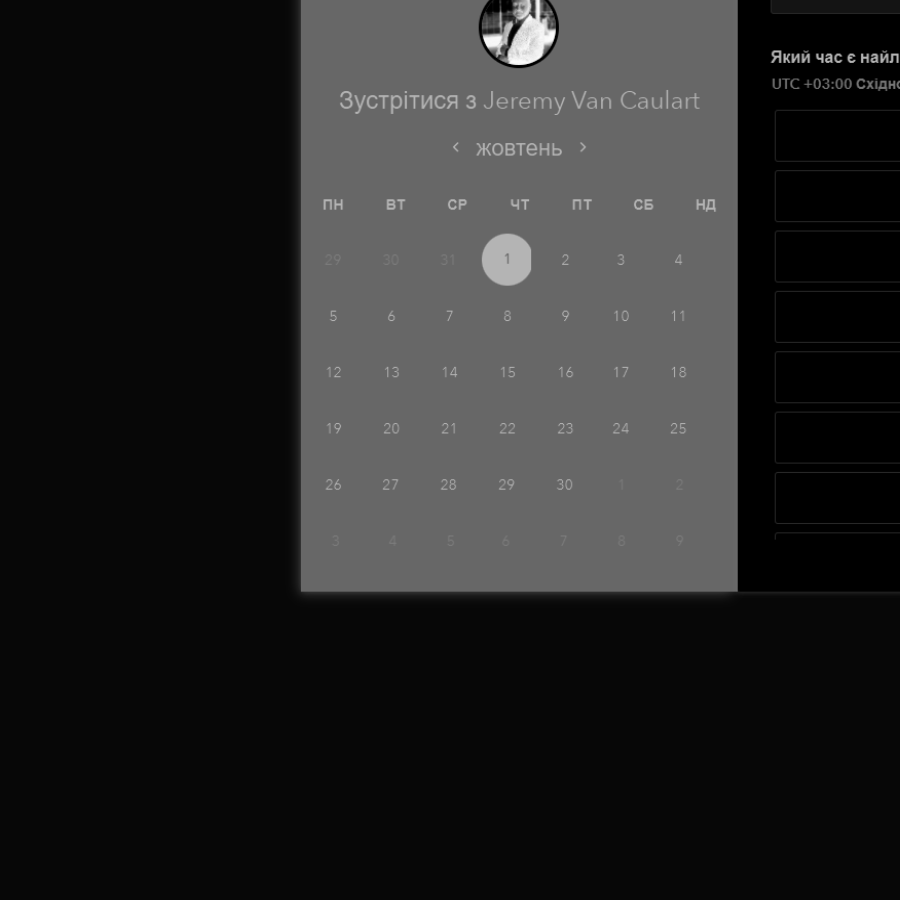 Зустрітися з Jeremy Van Caulart
< жовтень >
ПН ВТ СР ЧТ ПТ СБ НД
29 30 31 1 2 3 4
5 6 7 8 9 10 11
12 13 14 15 16 17 18
19 20 21 22 23 24 25
26 27 28 29 30 1 2
3 4 5 6 7 8 9
Який час є найл
UTC +03:00 Східно